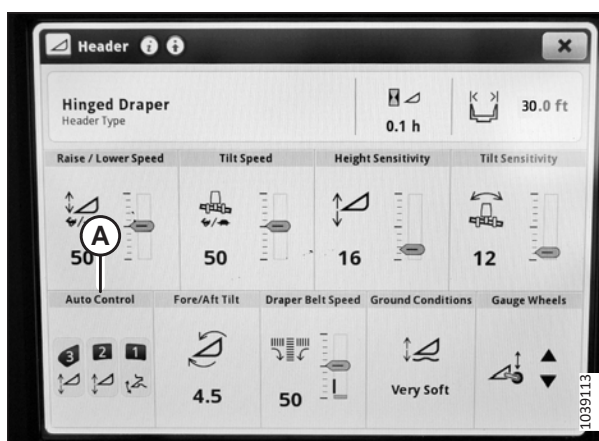 Header
Hinged Draper
Header Type
0.1 h
30.0 ft
Raise / Lower Speed
Tilt Speed
Height Sensitivity
Tilt Sensitivity
A
50
50
16
12
Auto Control
Fore/Aft Tilt
Draper Belt Speed
Ground Conditions
Gauge Wheels
3 2 1
4.5
50
Very Soft
1039113